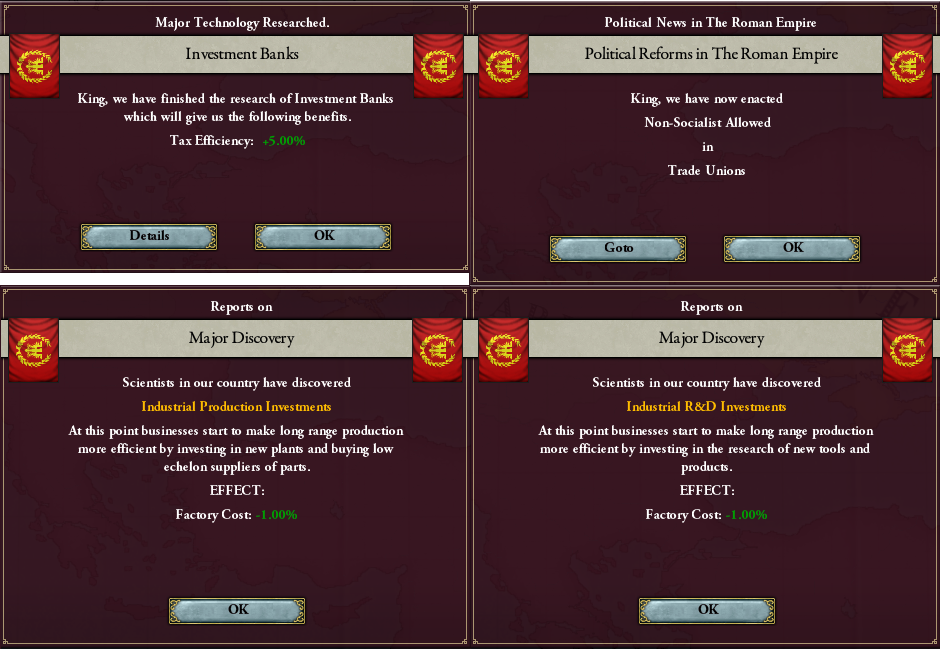 Major Technology Researched.
Investment Banks
King, we have finished the research of Investment Banks
which will give us the following benefits.
Tax Efficiency: +5.00%
Details
OK
Political News in The Roman Empire
Political Reforms in The Roman Empire
King, we have now enacted
Non-Socialist Allowed
in
Trade Unions
Goto
OK
Reports on
Major Discovery
Scientists in our country have discovered
Industrial Production Investments
At this point businesses start to make long range production
more efficient by investing in new plants and buying low
echelon suppliers of parts.
EFFECT:
Factory Cost: -1.00%
OK
Reports on
Major Discovery
Scientists in our country have discovered
Industrial R&D Investments
At this point businesses start to make long range production
more efficient by investing in the research of new tools and
products.
EFFECT:
Factory Cost: -1.00%
OK